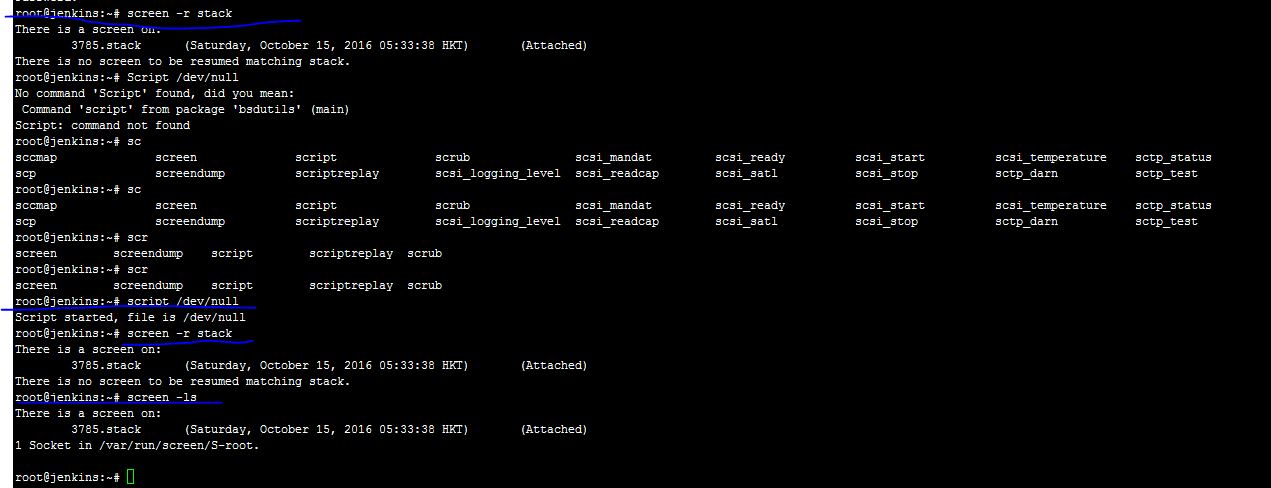 root@jenkins:~# screen -r stack
There is a screen on:
3785.stack (Saturday, October 15, 2016 05:33:38 HKT) (Attached)
There is no screen to be resumed matching stack.
root@jenkins:~# Script /dev/null
No command 'Script' found, did you mean:
Command 'script' from package 'bsdutils' (main)
Script: command not found
root@jenkins:~# sc
sccmap screen script scrub scsi_mandat scsi_ready scsi_start scsi_temperature sctp_status
scp screendump scriptreplay scsi_logging_level scsi_readcap scsi_satl scsi_stop sctp_darn sctp_test
root@jenkins:~# sc
sccmap screen script scrub scsi_mandat scsi_ready scsi_start scsi_temperature sctp_status
scp screendump scriptreplay scsi_logging_level scsi_readcap scsi_satl scsi_stop sctp_darn sctp_test
root@jenkins:~# scr
screen screendump script scriptreplay scrub
root@jenkins:~# scr
screen screendump script scriptreplay scrub
root@jenkins:~# script /dev/null
Script started, file is /dev/null
root@jenkins:~# screen -r stack
There is a screen on:
3785.stack (Saturday, October 15, 2016 05:33:38 HKT) (Attached)
There is no screen to be resumed matching stack.
root@jenkins:~# screen -ls
There is a screen on:
3785.stack (Saturday, October 15, 2016 05:33:38 HKT) (Attached)
1 Socket in /var/run/screen/S-root.
root@jenkins:~#